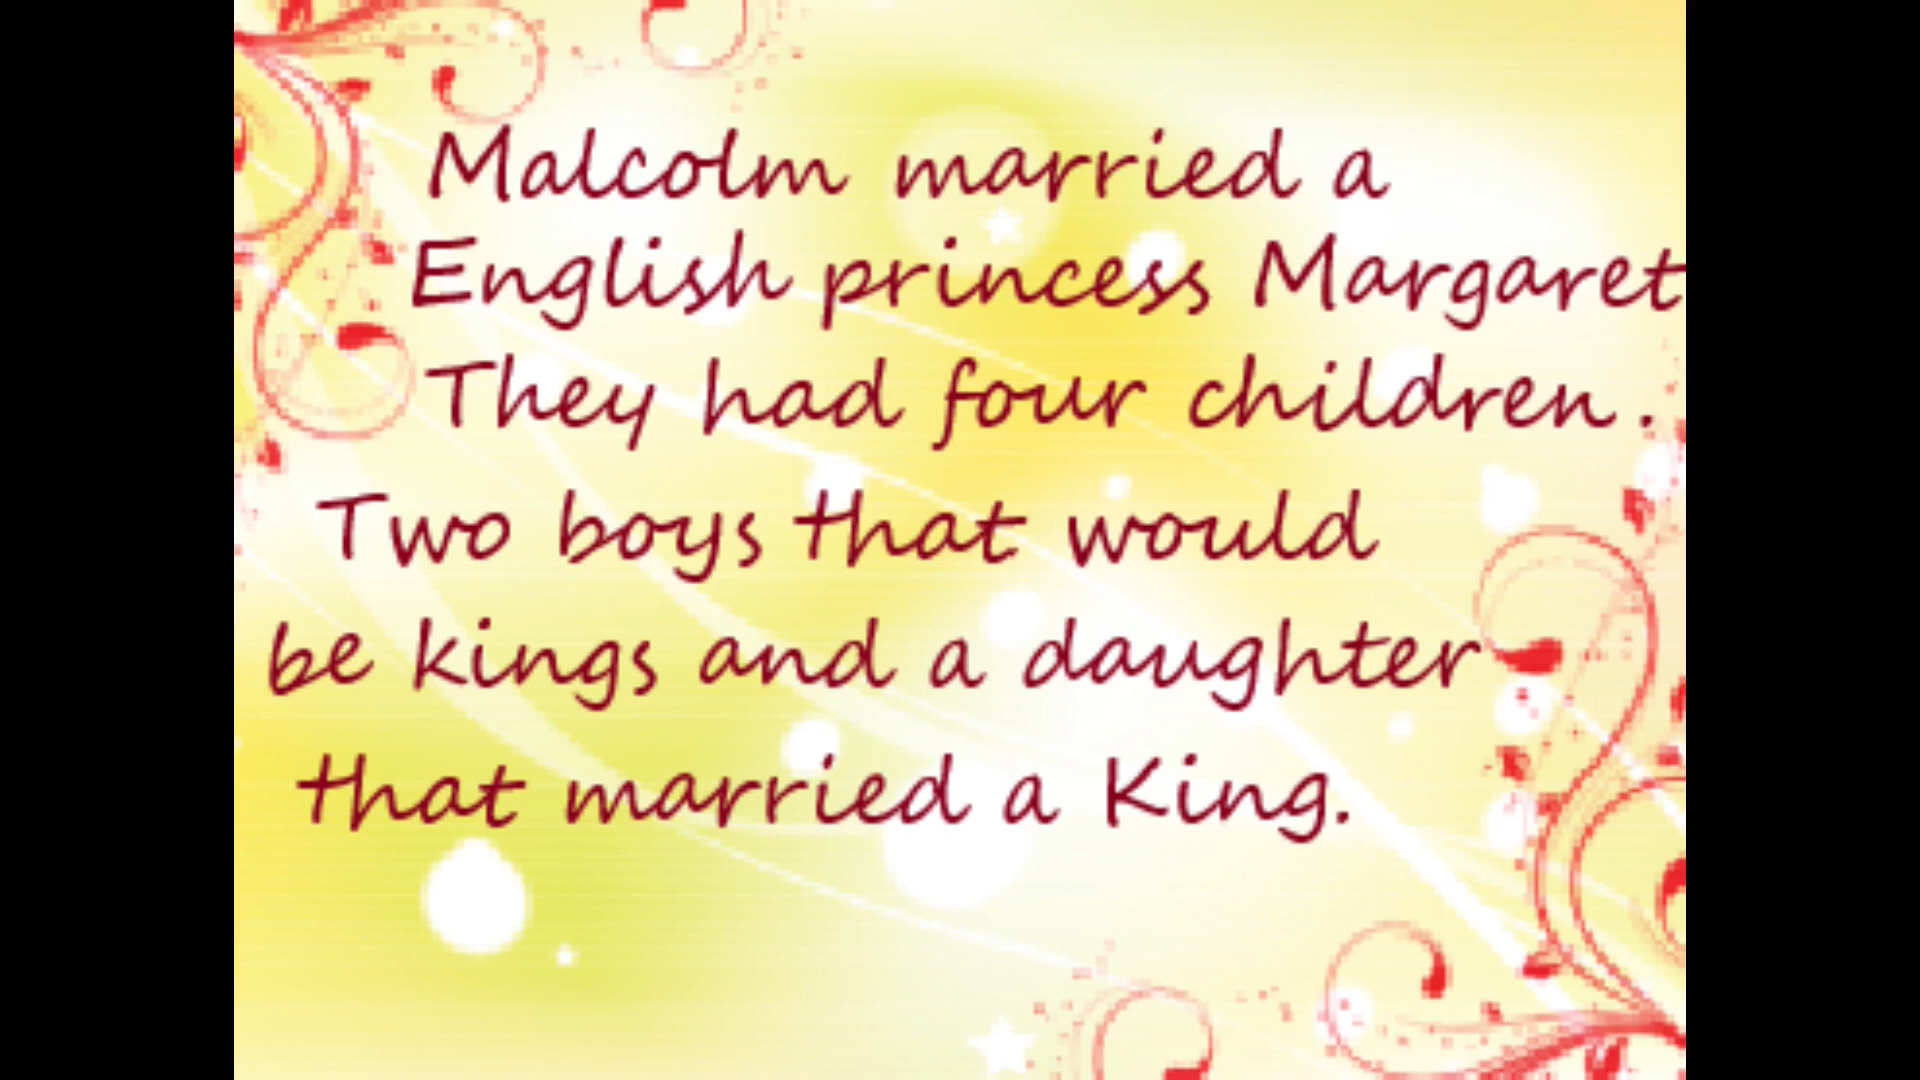 Malcolm married a
English princess Margaret
They had four children.
Two boys that would
be kings and a daughter
that married a King.